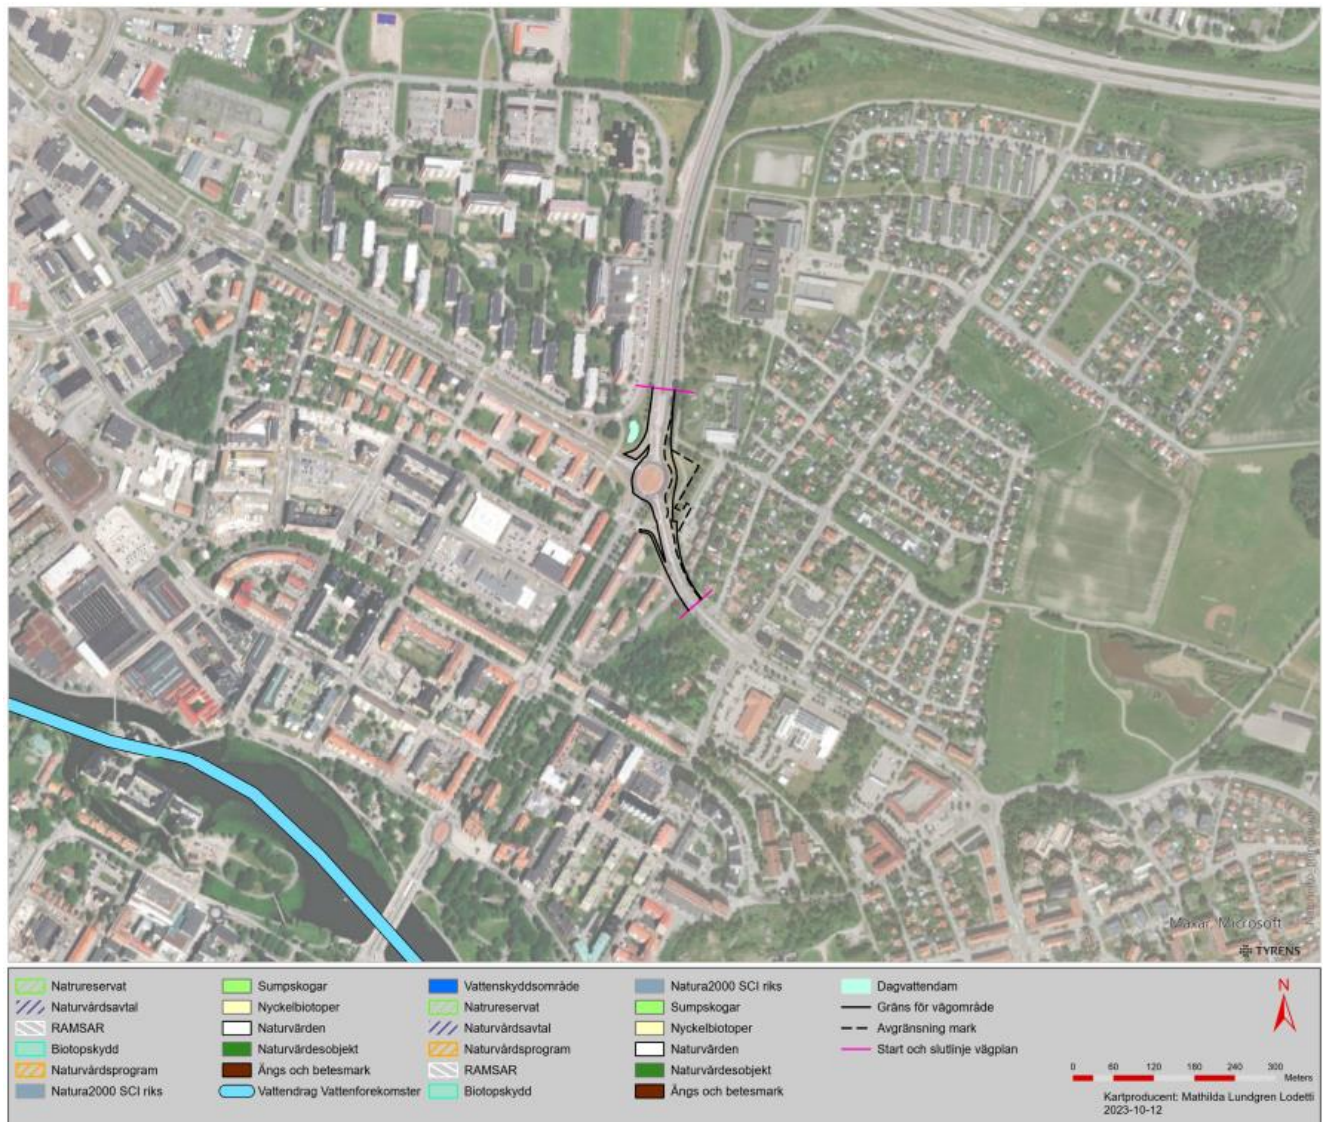 Maxar, Microsoft
TYRENS
Natrureservat
Naturvårdsavtal
RAMSAR
Biotopskydd
Naturvårdsprogram
Natura2000 SCI riks
Sumpskogar
Nyckelbiotoper
Naturvärden
Naturvärdesobjekt
Ängs och betesmark
Vattendrag Vattenforekomster
Vattenskyddsområde
Natrureservat
Naturvårdsavtal
Naturvårdsprogram
RAMSAR
Biotopskydd
Natura2000 SCI riks
Sumpskogar
Nyckelbiotoper
Naturvärden
Naturvärdesobjekt
Ängs och betesmark
Dagvattendam
Gräns för vägområde
Avgränsning mark
Start och slutlinje vägplan
N
0 60 120 180 240 300
Meters
Kartproducent: Mathilda Lundgren Lodetti
2023-10-12